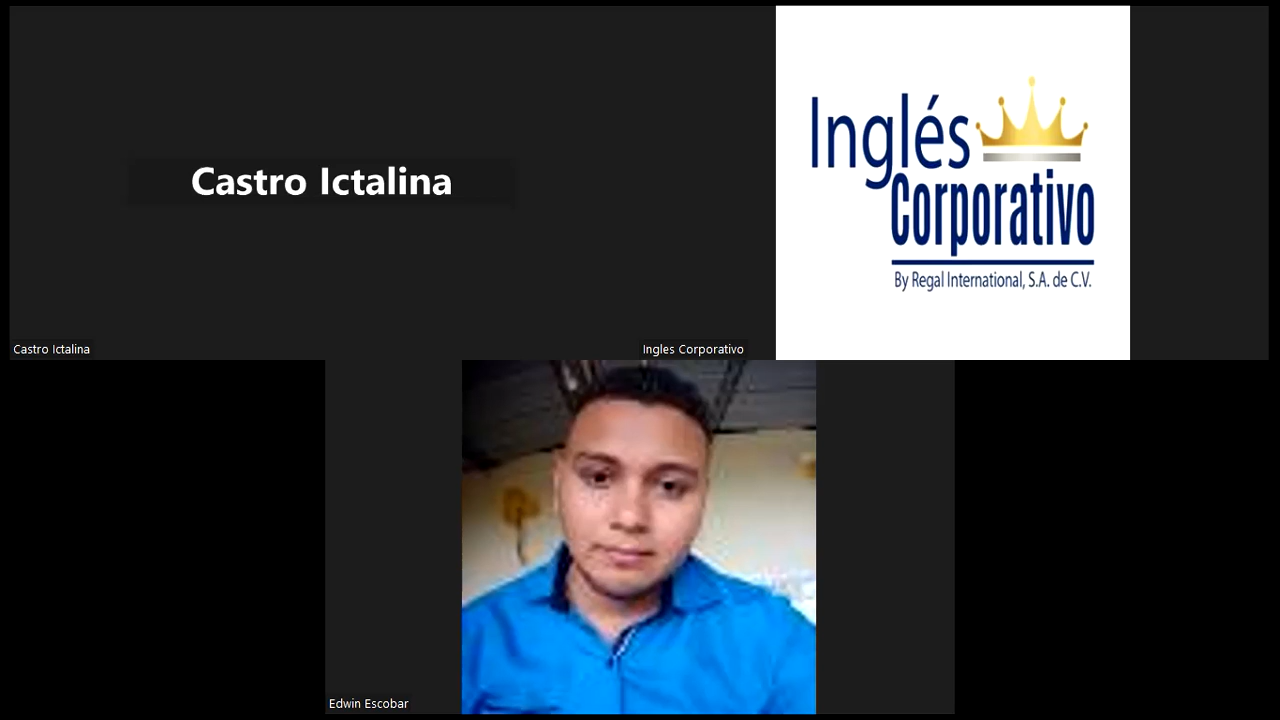 Castro Ictalina
Castro Ictalina
Inglés
Corporativo
By Regal International, S.A. de C.V.
Ingles Corporativo
Edwin Escobar